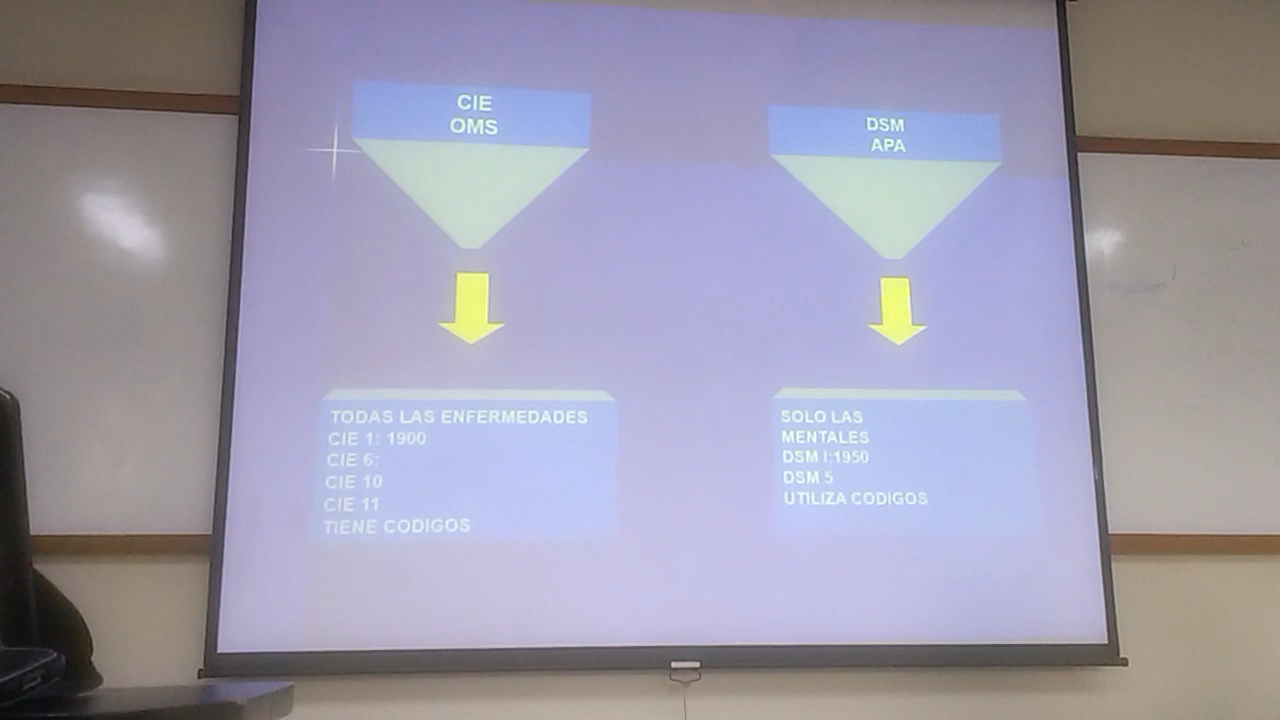 CIE
OMS
TODAS LAS ENFERMEDADES
CIE 1: 1900
CIE 6:
CIE 10
CIE 11
TIENE CODIGOS
DSM
APA
SOLO LAS
MENTALES
DSM I:1950
DSM 5
UTILIZA CODIGOS